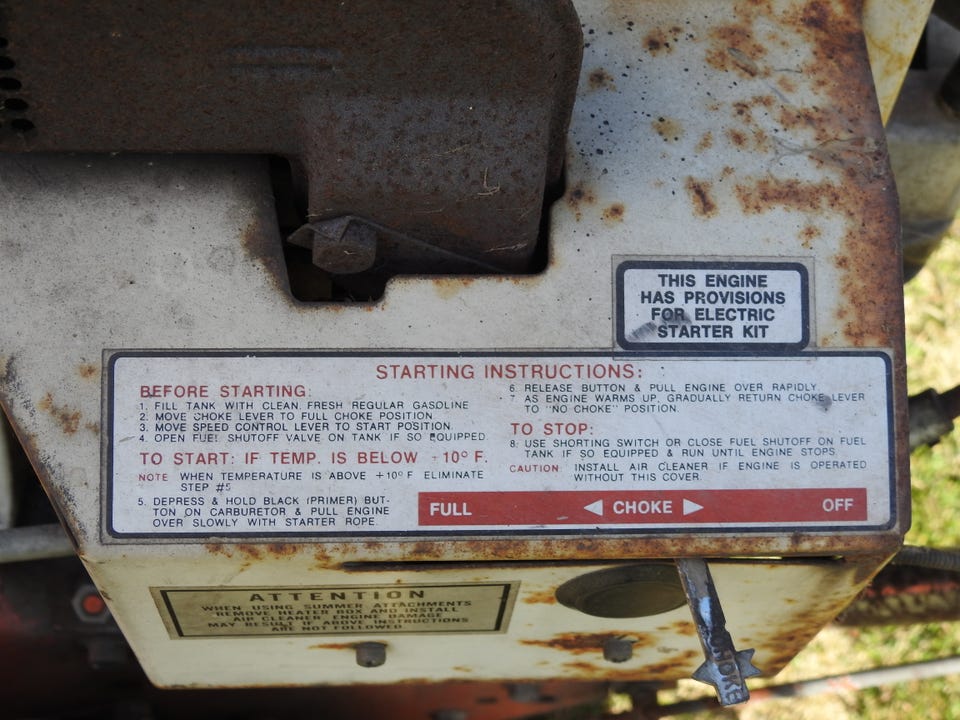 THIS ENGINE
HAS PROVISIONS
FOR ELECTRIC
STARTER KIT
STARTING INSTRUCTIONS:
BEFORE STARTING:
1. FILL TANK WITH CLEAN, FRESH REGULAR GASOLINE
2. MOVE CHOKE LEVER TO FULL CHOKE POSITION
3. MOVE SPEED CONTROL LEVER TO START POSITION
4. OPEN FUEL SHUTOFF VALVE ON TANK IF SO EQUIPPED
TO START: IF TEMP. IS BELOW +10° F.
NOTE WHEN TEMPERATURE IS ABOVE +10° F ELIMINATE
STEP #5
5. DEPRESS & HOLD BLACK (PRIMER) BUT-
TON ON CARBURETOR & PULL ENGINE
OVER SLOWLY WITH STARTER ROPE.
6. RELEASE BUTTON & PULL ENGINE OVER RAPIDLY.
7. AS ENGINE WARMS UP, GRADUALLY RETURN CHOKE LEVER
TO "NO CHOKE" POSITION.
TO STOP:
8. USE SHORTING SWITCH OR CLOSE FUEL SHUTOFF ON FUEL
TANK IF SO EQUIPPED & RUN UNTIL ENGINE STOPS
CAUTION: INSTALL AIR CLEANER IF ENGINE IS OPERATED
WITHOUT THIS COVER.
FULL ◀ CHOKE ▶ OFF
ATTENTION
WHEN USING SUMMER ATTACHMENTS
REMOVE HEATER BOX AND INSTALL
AIR CLEANER. ENGINE DAMAGE
MAY RESULT IF ABOVE INSTRUCTIONS
ARE NOT FOLLOWED.
CHOKE